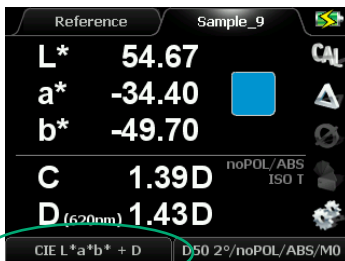 Reference Sample_9
L* 54.67 CAL
a* -34.40
b* -49.70
noPOL/ABS
C 1.39D ISO T
D (620nm) 1.43D
CIE L*a*b* + D D50 2°/noPOL/ABS/M0